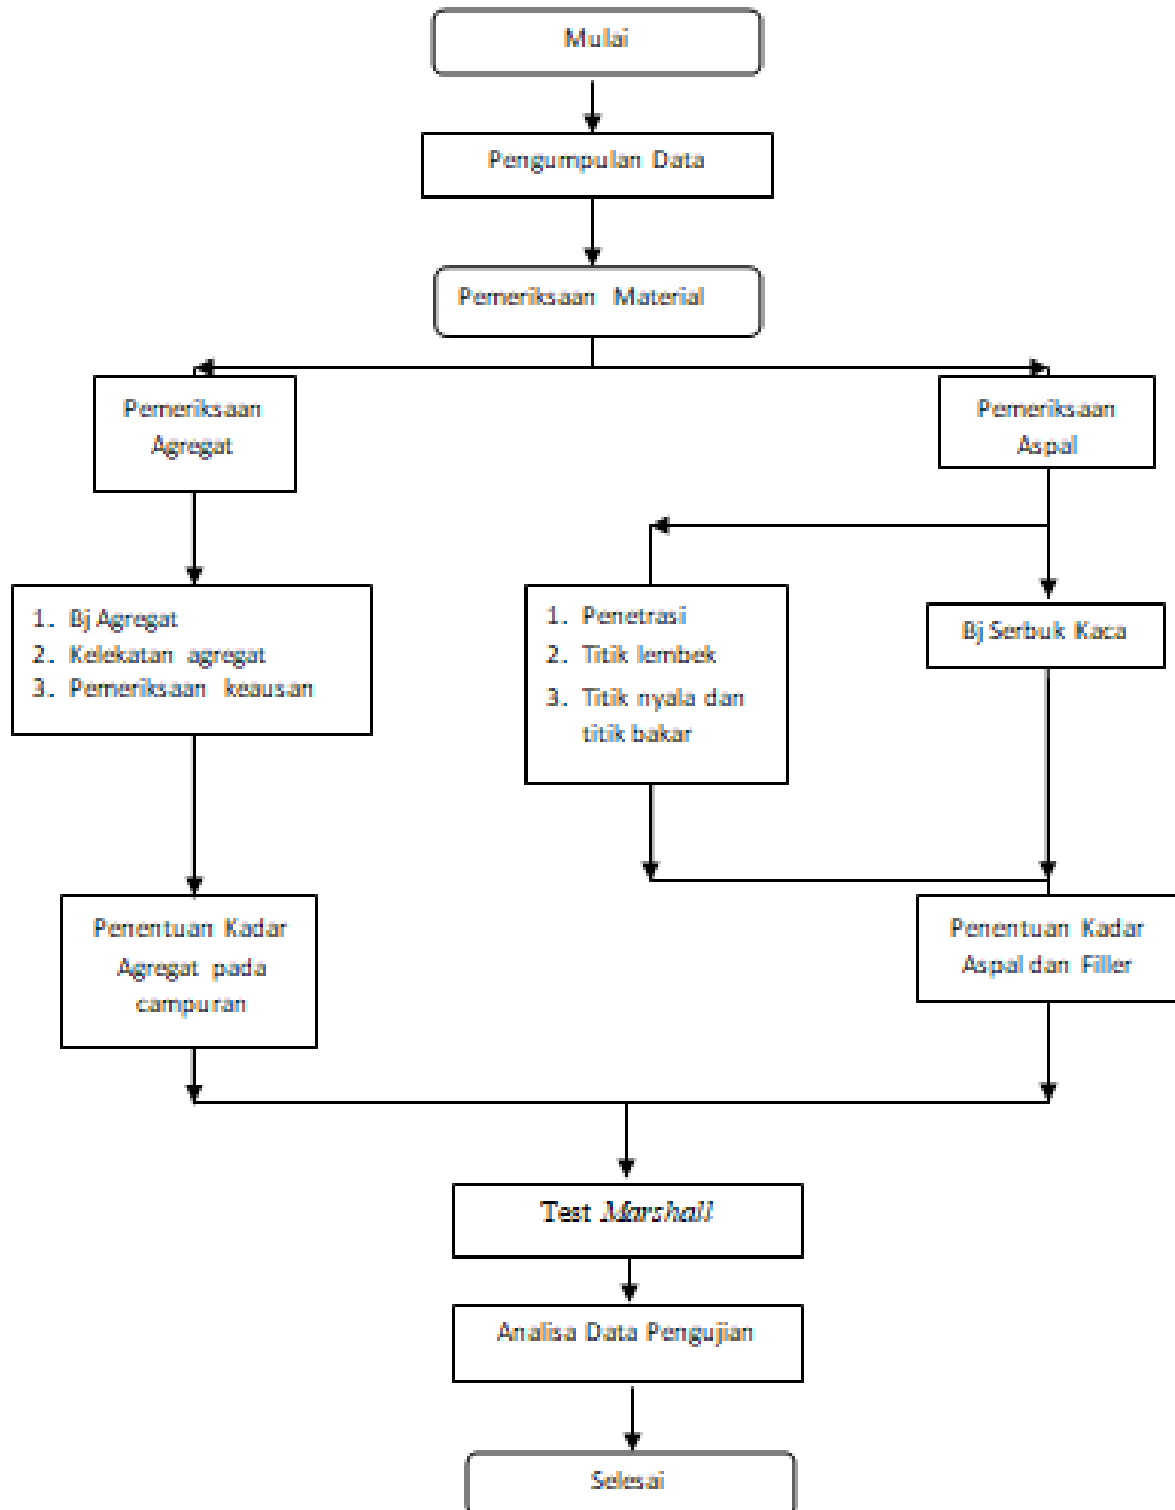 Mulai
Pengumpulan Data
Pemeriksaan Material
Pemeriksaan
Agregat
Pemeriksaan
Aspal
1. Bj Agregat
2. Kelekatan agregat
3. Pemeriksaan keausan
1. Penetrasi
2. Titik lembek
3. Titik nyala dan
titik bakar
Bj Serbuk Kaca
Penentuan Kadar
Agregat pada
campuran
Penentuan Kadar
Aspal dan Filler
Test Marshall
Analisa Data Pengujian
Selesai